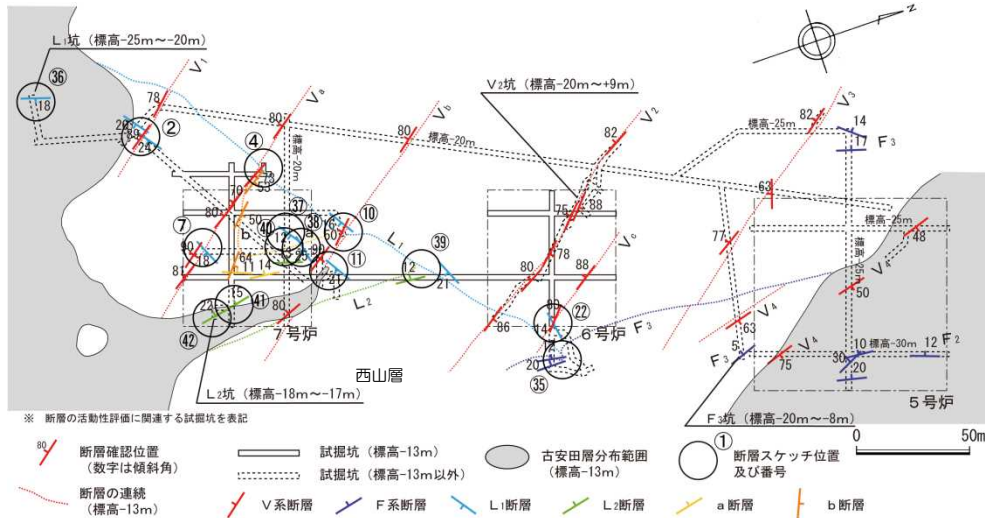 L₁坑（標高-25m～-20m）
㊱
18
V₁
78
②
24
Vₐ
80
④
Vb
80
標高-20m
標高-20m
V₂坑（標高-20m～+9m）
V₂
82
V₃
82
標高-25m
14
17
F₃
N
55
70
80
50
㊲
㊳
㊵
b
a
⑩
60
⑦
90
18
81
64
11
14
⑪
21
L₁
㊴
12
21
75
88
78
80
88
Vc
63
77
標高-25m
48
V₄
標高-25m
50
22
5
㊶
㊷
80
L₂
7号炉
86
14
㉒
6号炉
F₃
20
㉟
V₄
63
5
F₃
75
V₄
10
標高-30m
12
F₂
30
20
5号炉
西山層
L₂坑（標高-18m～-17m）
F₃坑（標高-20m～-8m）
0
50m
※ 断層の活動性評価に関連する試掘坑を表記
80
断層確認位置
（数字は傾斜角）
試掘坑（標高-13m）
試掘坑（標高-13m以外）
古安田層分布範囲
（標高-13m）
①
断層スケッチ位置
及び番号
断層の連続
（標高-13m）
V系断層
F系断層
L₁断層
L₂断層
a断層
b断層